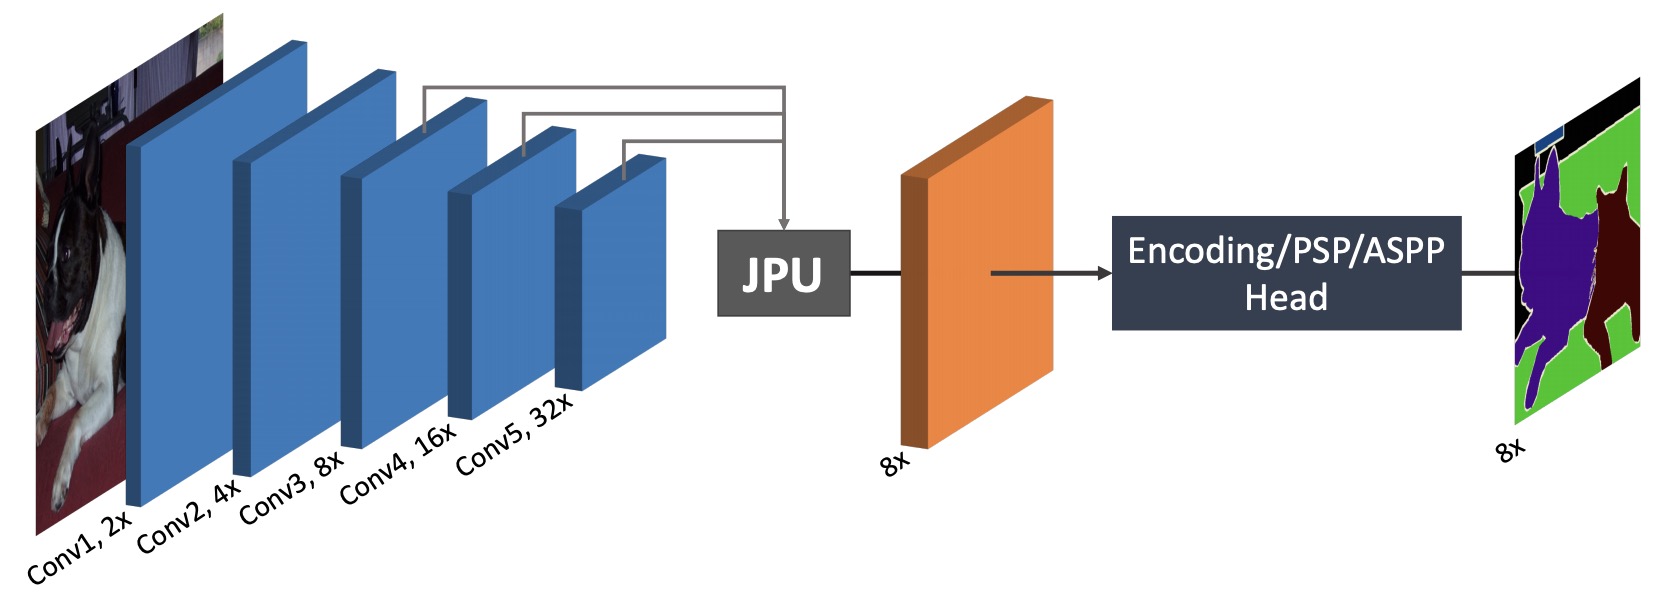 Conv1, 2x
Conv2, 4x
Conv3, 8x
Conv4, 16x
Conv5, 32x
JPU
8x
Encoding/PSP/ASPP
Head
8x